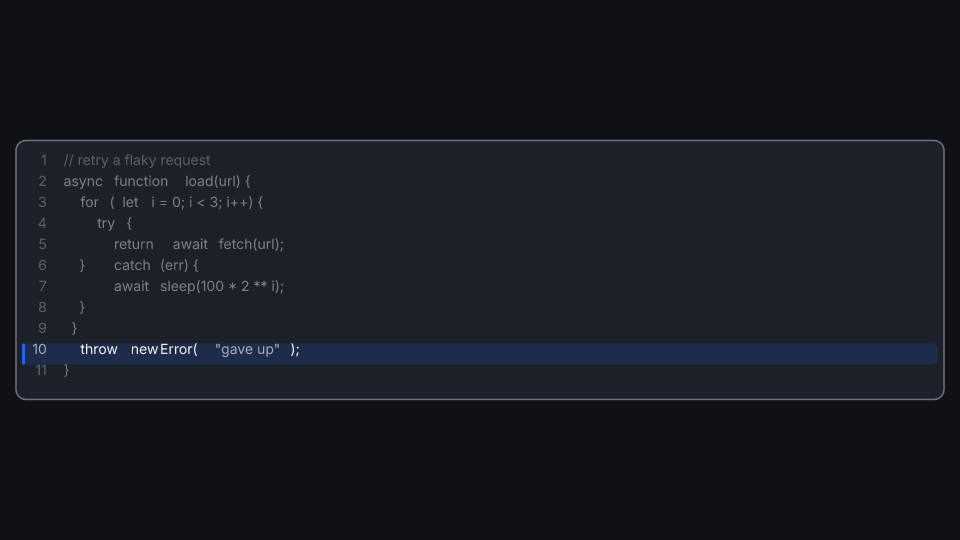 1 // retry a flaky request
2 async function load(url) {
3 for ( let i = 0; i < 3; i++) {
4 try {
5 return await fetch(url);
6 } catch (err) {
7 await sleep(100 * 2 ** i);
8 }
9 }
10 throw new Error( "gave up" );
11 }